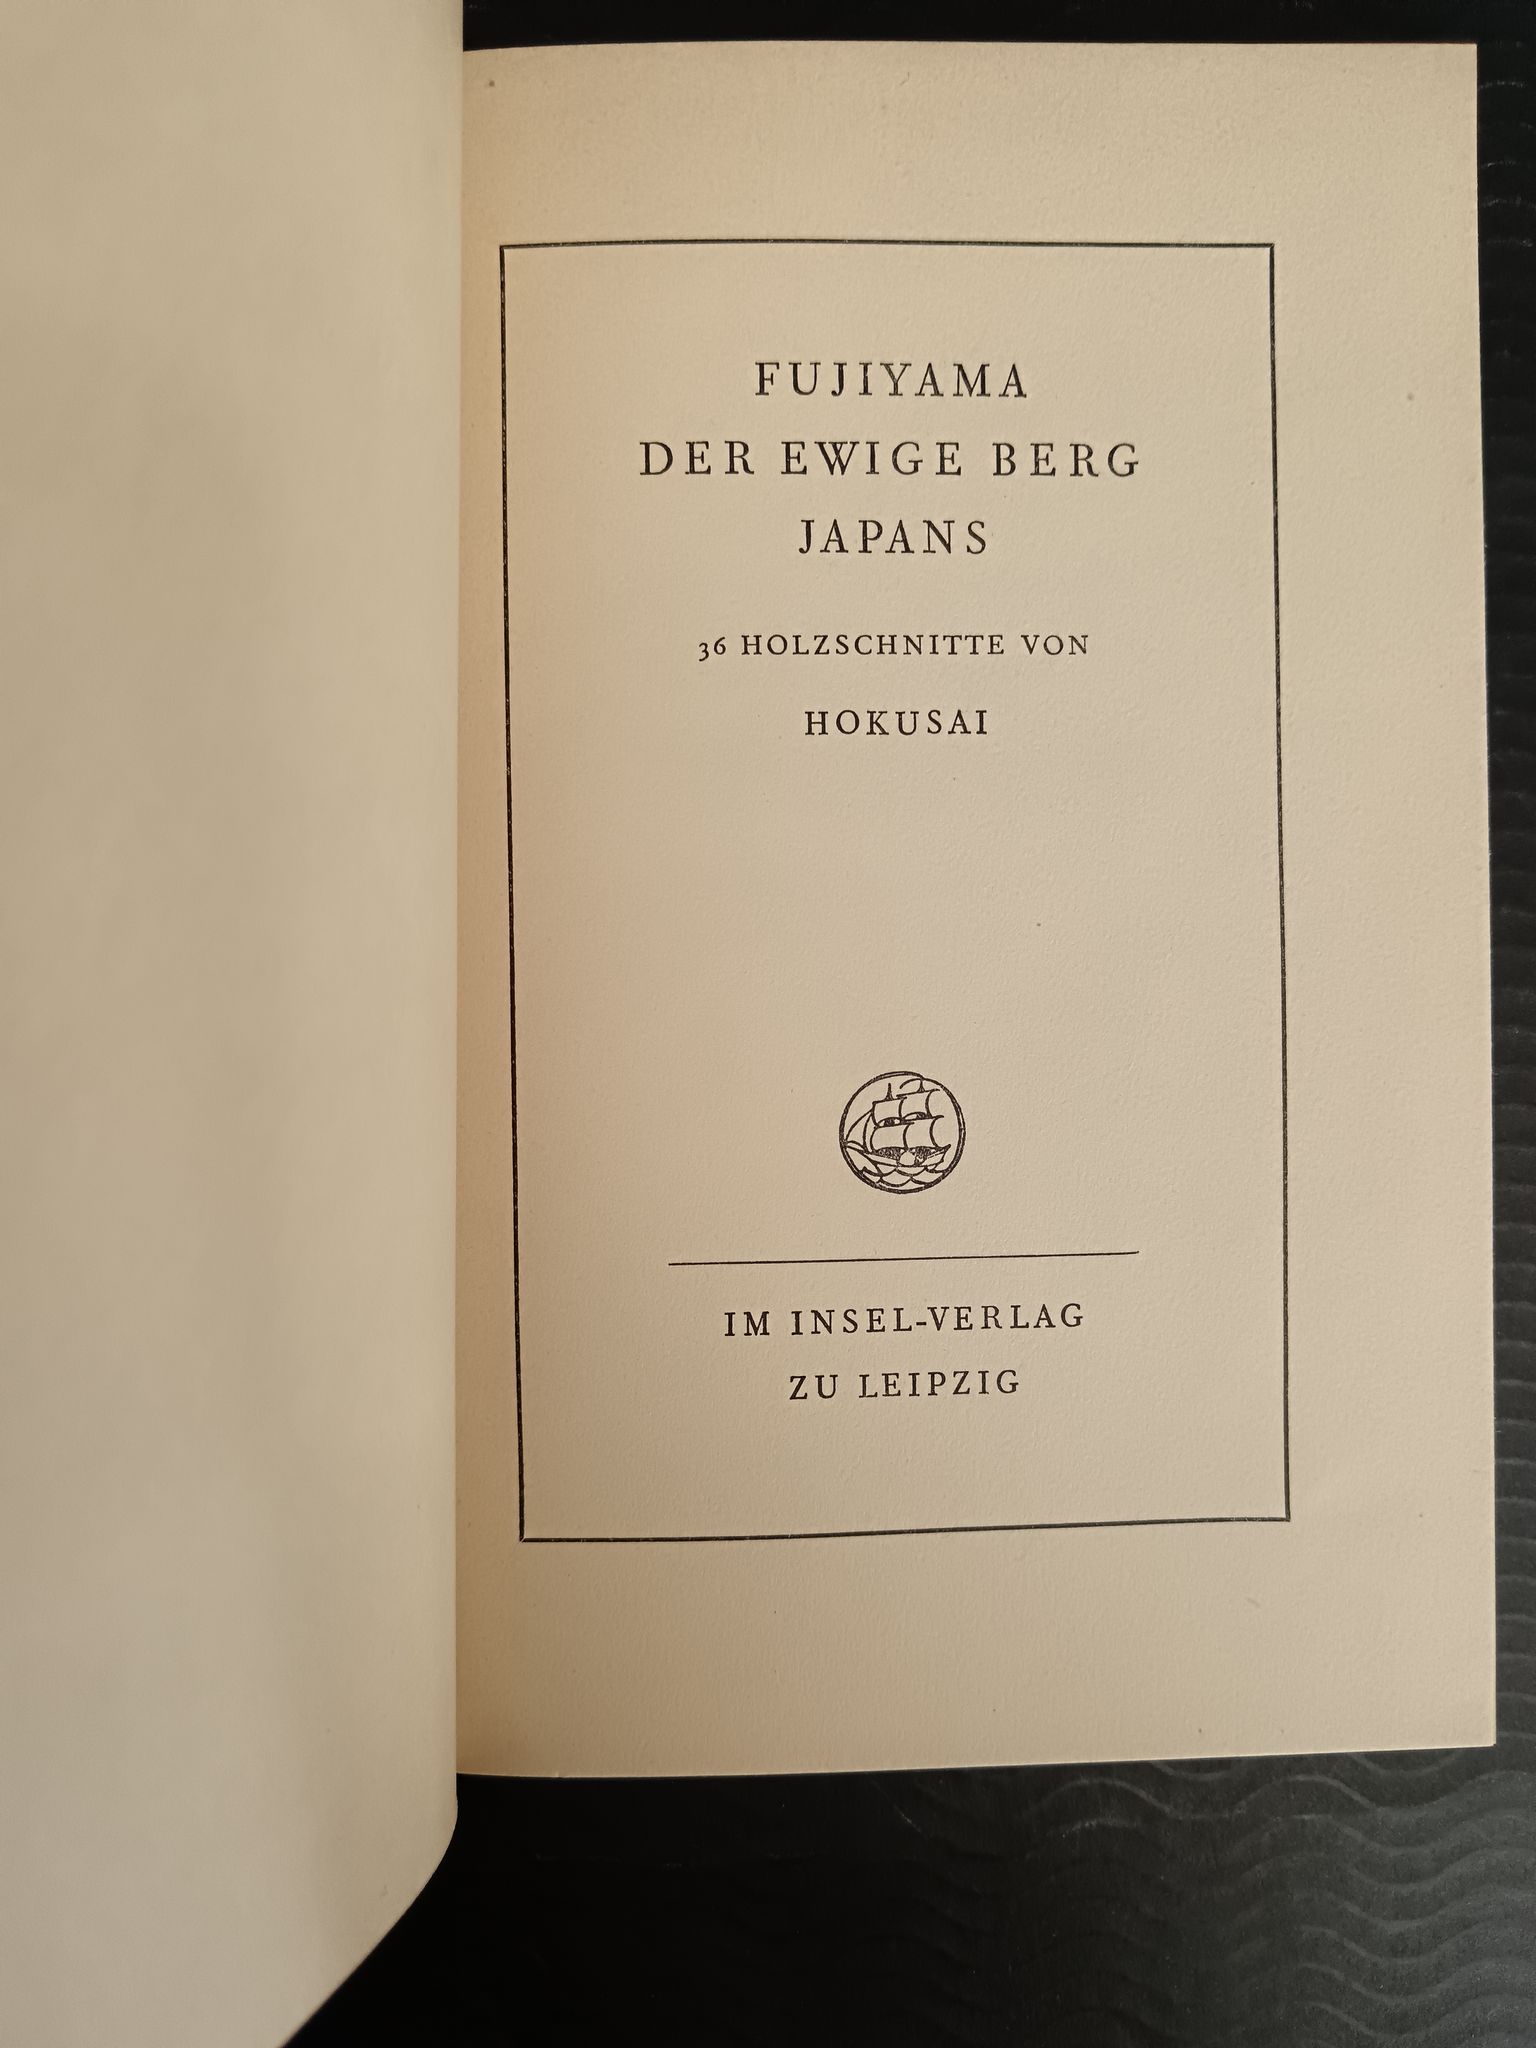 FUJIYAMA
DER EWIGE BERG
JAPANS
36 HOLZSCHNITTE VON
HOKUSAI
IM INSEL-VERLAG
ZU LEIPZIG